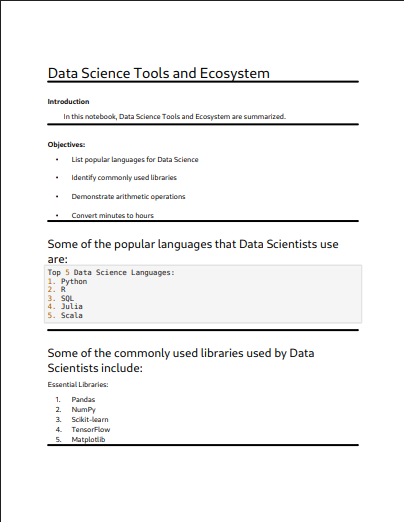 Data Science Tools and Ecosystem
Introduction
In this notebook, Data Science Tools and Ecosystem are summarized.
Objectives:
• List popular languages for Data Science
• Identify commonly used libraries
• Demonstrate arithmetic operations
• Convert minutes to hours
Some of the popular languages that Data Scientists use
are:
Top 5 Data Science Languages:
1. Python
2. R
3. SQL
4. Julia
5. Scala
Some of the commonly used libraries used by Data
Scientists include:
Essential Libraries:
1. Pandas
2. NumPy
3. Scikit-learn
4. TensorFlow
5. Matplotlib